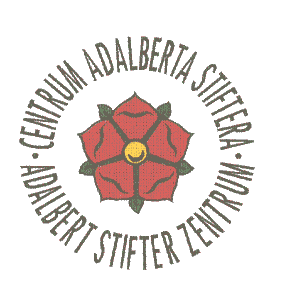 CENTRUM ADALBERTA STIFTERA
ADALBERT STIFTER ZENTRUM